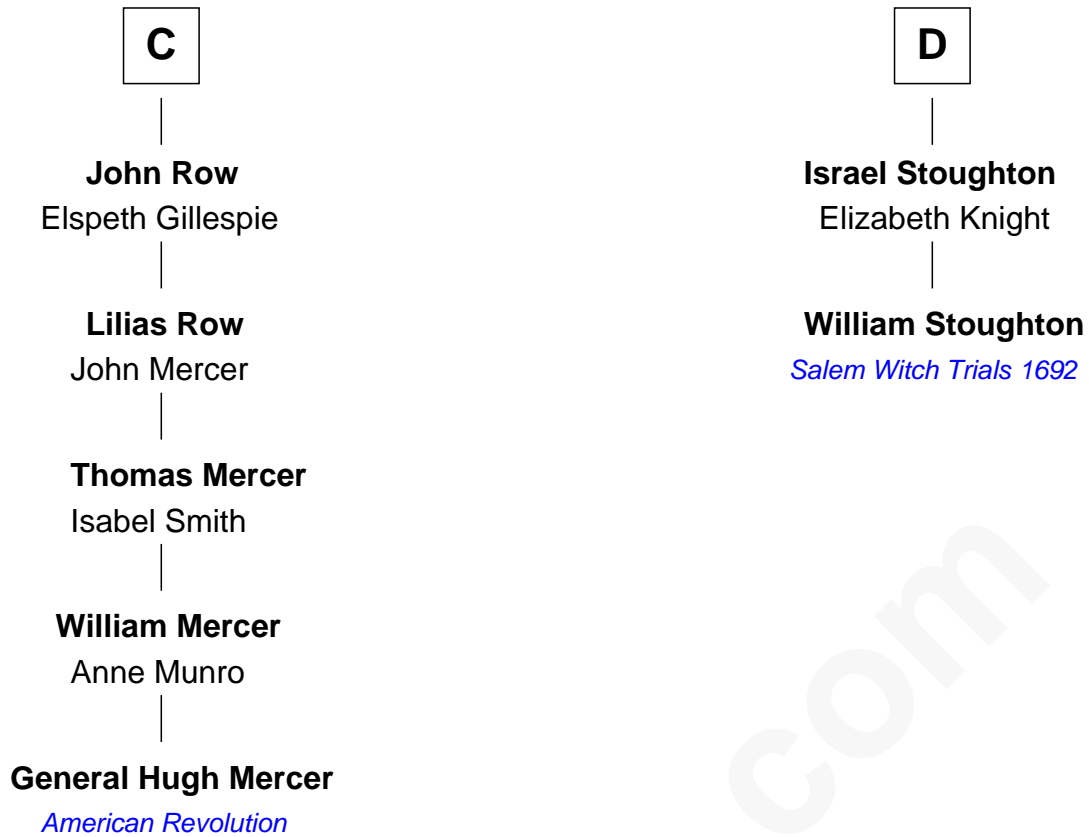 C
John Row
Elspeth Gillespie
Lilias Row
John Mercer
Thomas Mercer
Isabel Smith
William Mercer
Anne Munro
General Hugh Mercer
American Revolution
D
Israel Stoughton
Elizabeth Knight
William Stoughton
Salem Witch Trials 1692
com